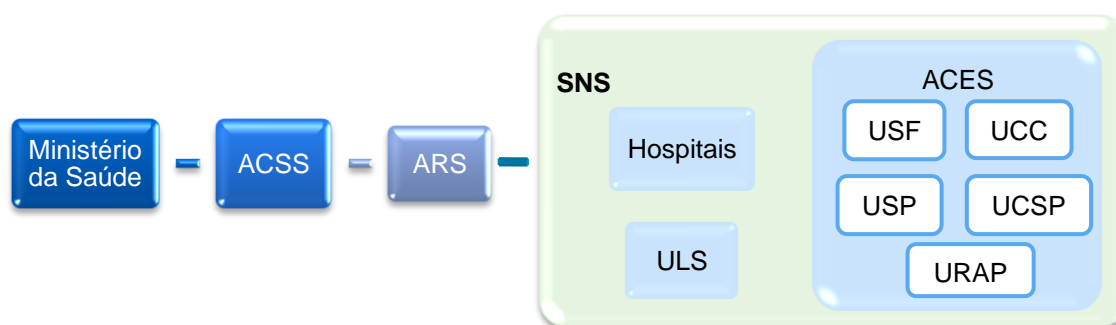 Ministério
da Saúde
ACSS
ARS
SNS
Hospitais
ULS
ACES
USF
UCC
USP
UCSP
URAP